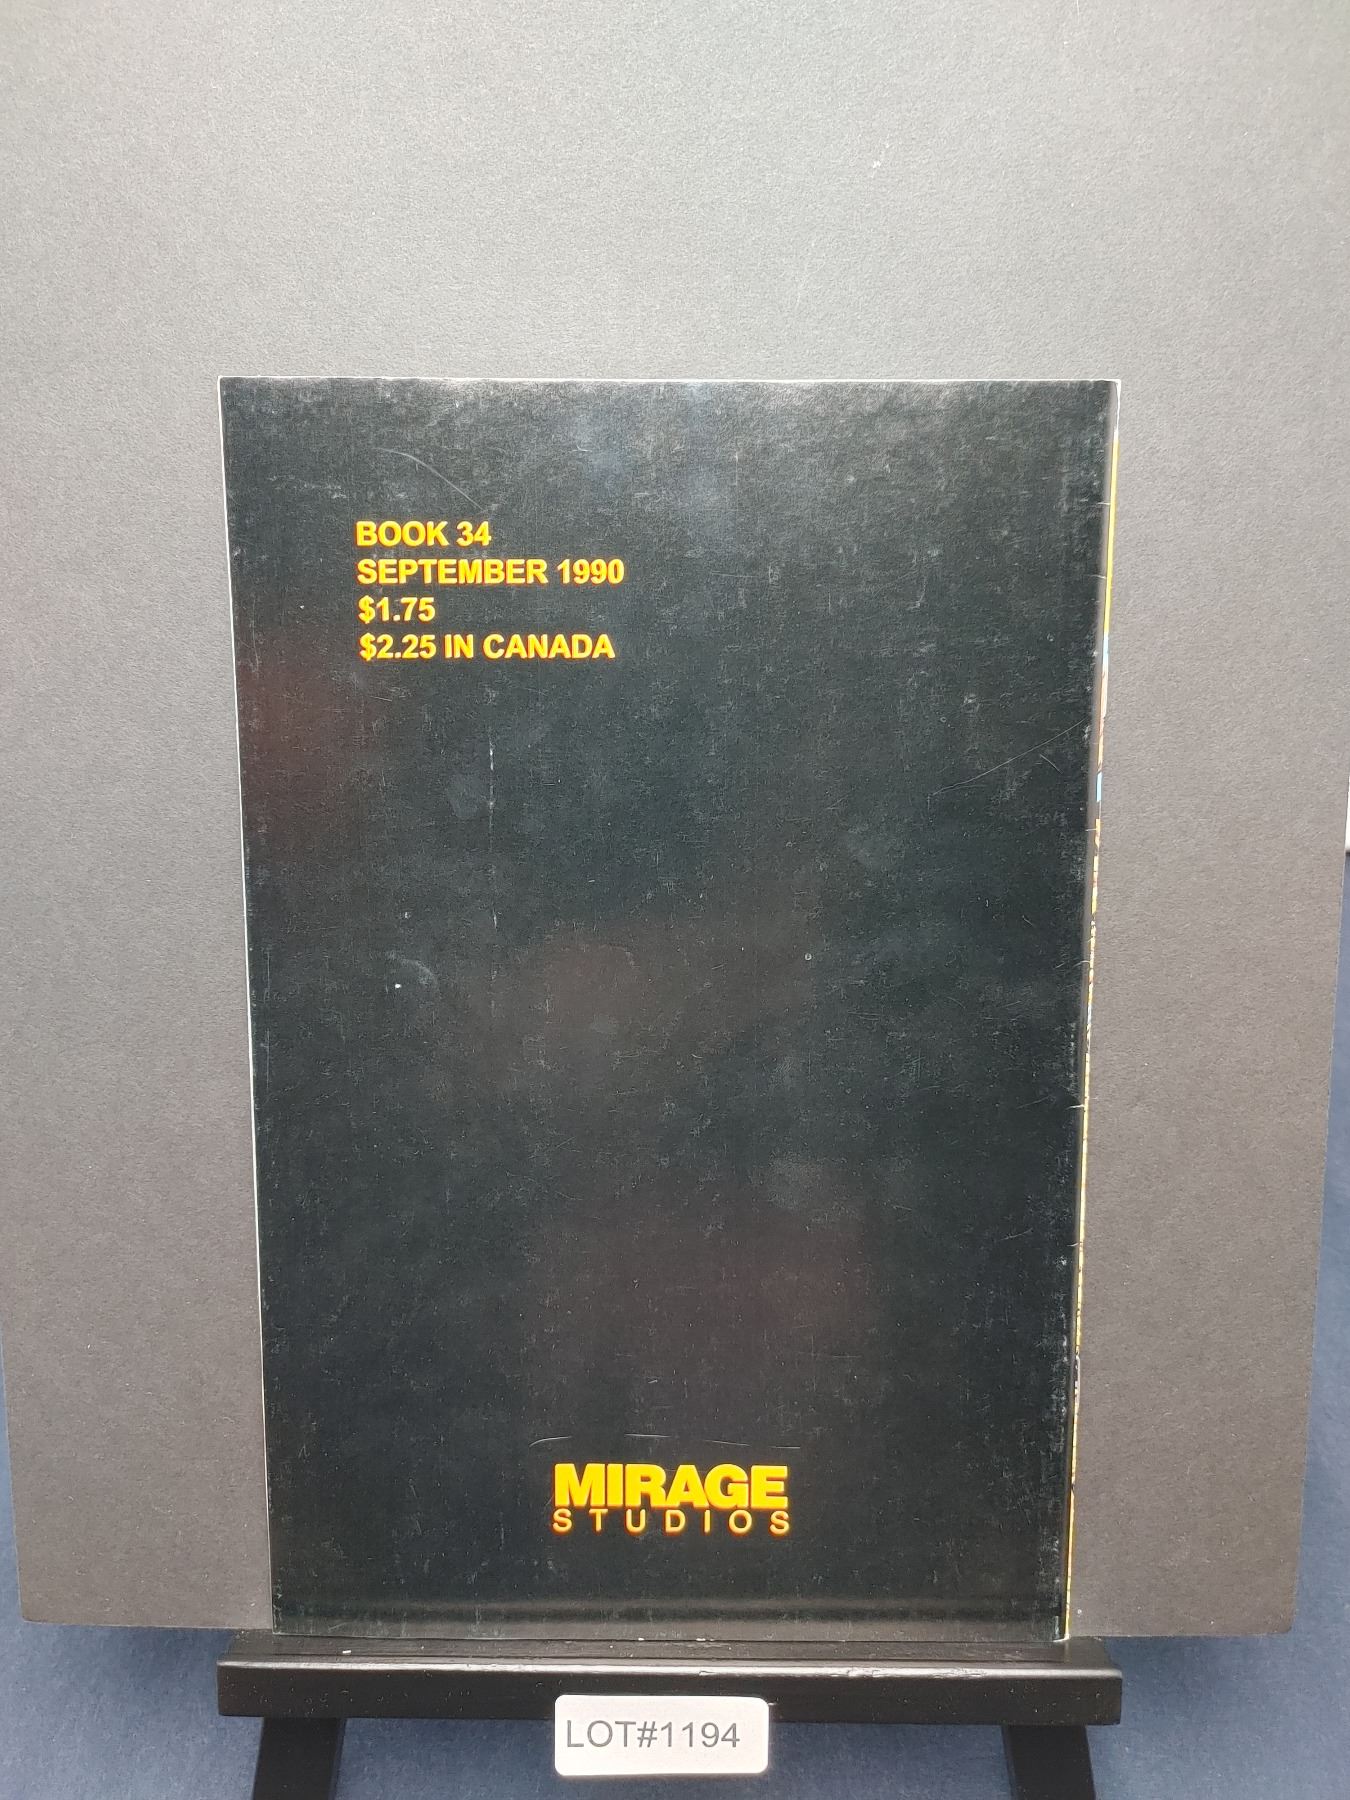 BOOK 34
SEPTEMBER 1990
$1.75
$2.25 IN CANADA
MIRAGE
STUDIOS
LOT#1194